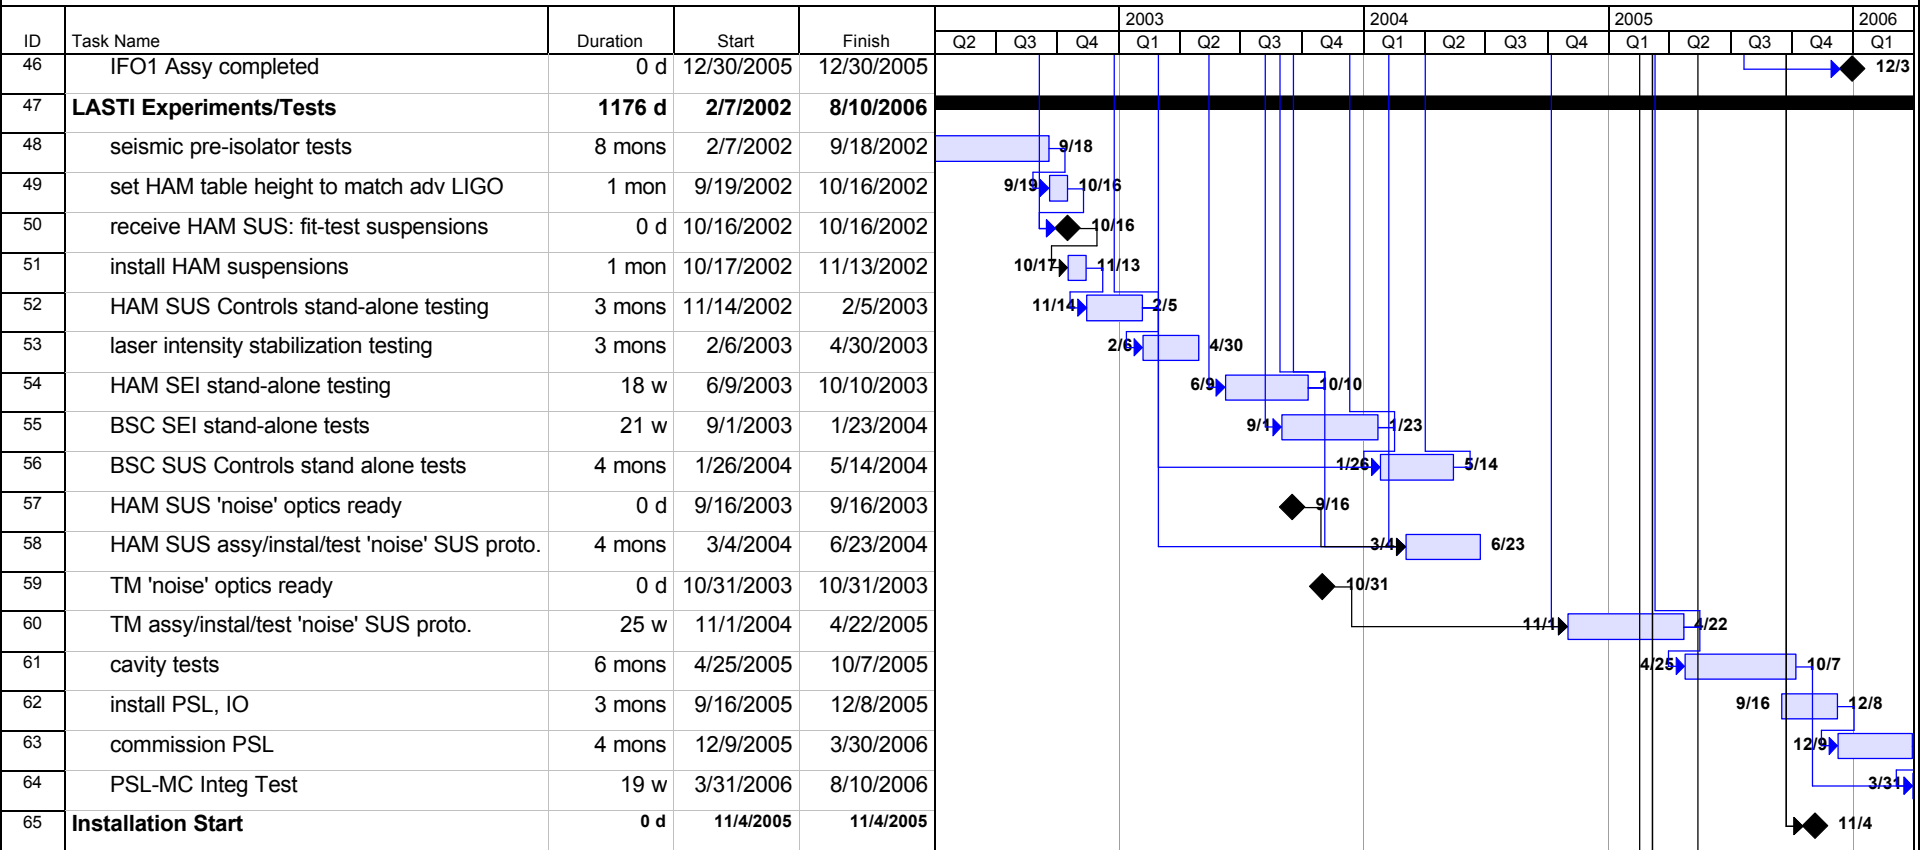 2003 2004 2005 2006
ID Task Name Duration Start Finish Q2 Q3 Q4 Q1 Q2 Q3 Q4 Q1 Q2 Q3 Q4 Q1 Q2 Q3 Q4 Q1
46 IFO1 Assy completed 0 d 12/30/2005 12/30/2005 12/3
47 LASTI Experiments/Tests 1176 d 2/7/2002 8/10/2006
48 seismic pre-isolator tests 8 mons 2/7/2002 9/18/2002 9/18
49 set HAM table height to match adv LIGO 1 mon 9/19/2002 10/16/2002 9/19 10/16
50 receive HAM SUS: fit-test suspensions 0 d 10/16/2002 10/16/2002 10/16
51 install HAM suspensions 1 mon 10/17/2002 11/13/2002 10/17 11/13
52 HAM SUS Controls stand-alone testing 3 mons 11/14/2002 2/5/2003 11/14 2/5
53 laser intensity stabilization testing 3 mons 2/6/2003 4/30/2003 2/6 4/30
54 HAM SEI stand-alone testing 18 w 6/9/2003 10/10/2003 6/9 10/10
55 BSC SEI stand-alone tests 21 w 9/1/2003 1/23/2004 9/1 1/23
56 BSC SUS Controls stand alone tests 4 mons 1/26/2004 5/14/2004 1/26 5/14
57 HAM SUS 'noise' optics ready 0 d 9/16/2003 9/16/2003 9/16
58 HAM SUS assy/instal/test 'noise' SUS proto. 4 mons 3/4/2004 6/23/2004 3/4 6/23
59 TM 'noise' optics ready 0 d 10/31/2003 10/31/2003 10/31
60 TM assy/instal/test 'noise' SUS proto. 25 w 11/1/2004 4/22/2005 11/1 4/22
61 cavity tests 6 mons 4/25/2005 10/7/2005 4/25 10/7
62 install PSL, IO 3 mons 9/16/2005 12/8/2005 9/16 12/8
63 commission PSL 4 mons 12/9/2005 3/30/2006 12/9
64 PSL-MC Integ Test 19 w 3/31/2006 8/10/2006 3/31
65 Installation Start 0 d 11/4/2005 11/4/2005 11/4